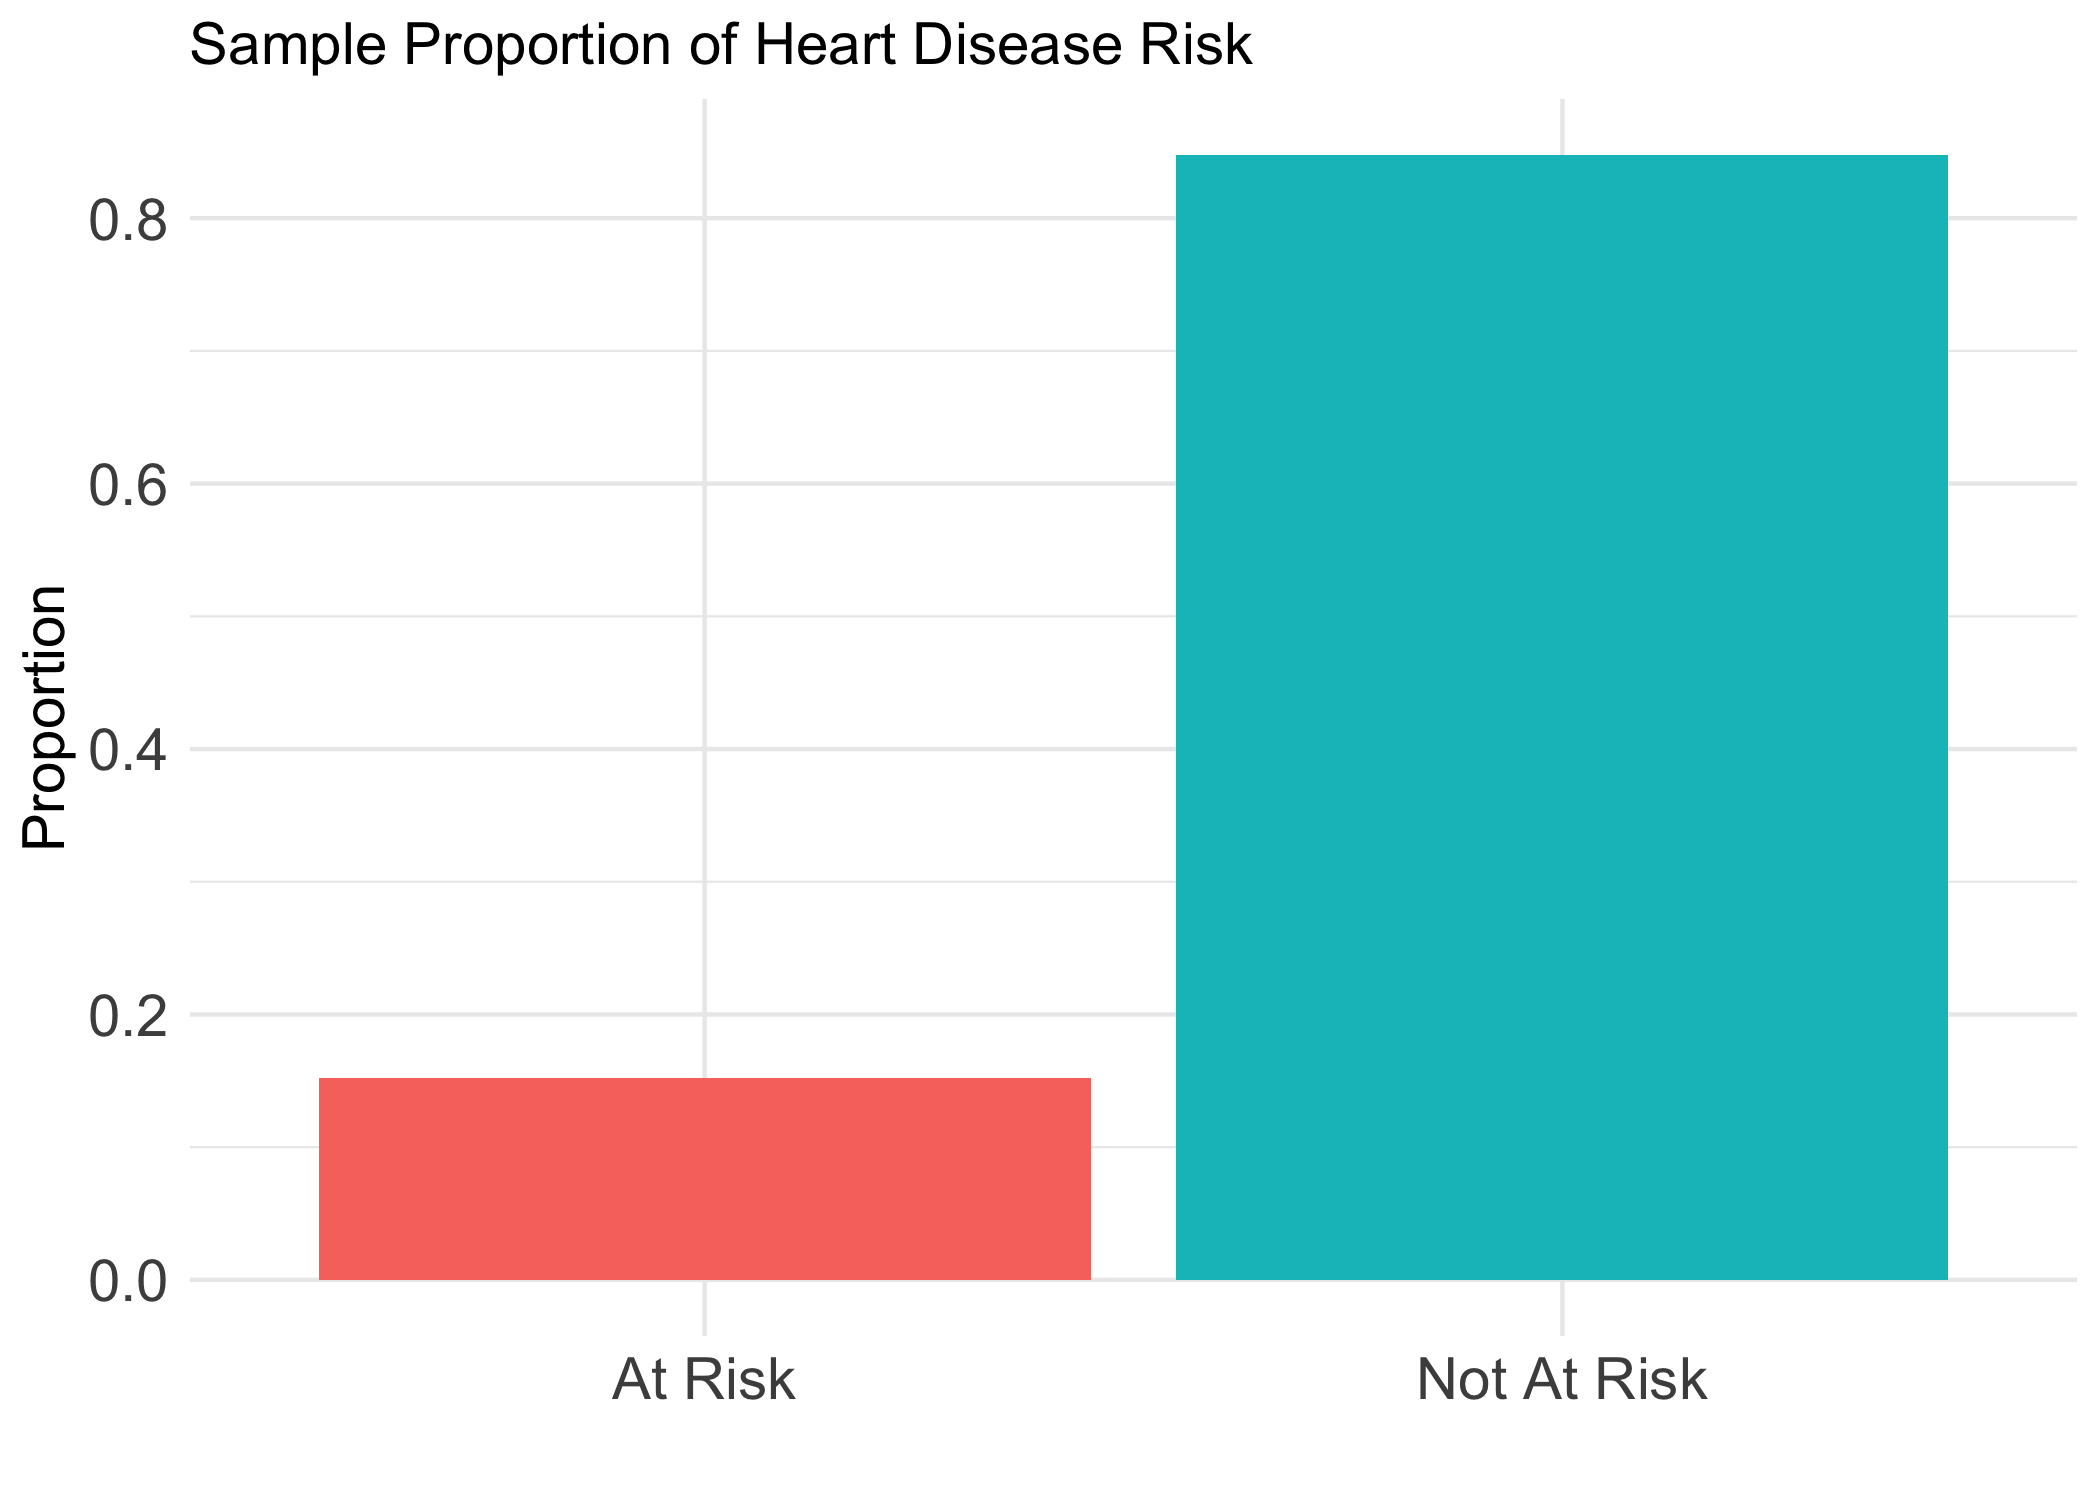 Sample Proportion of Heart Disease Risk
Proportion
0.8
0.6
0.4
0.2
0.0
At Risk
Not At Risk